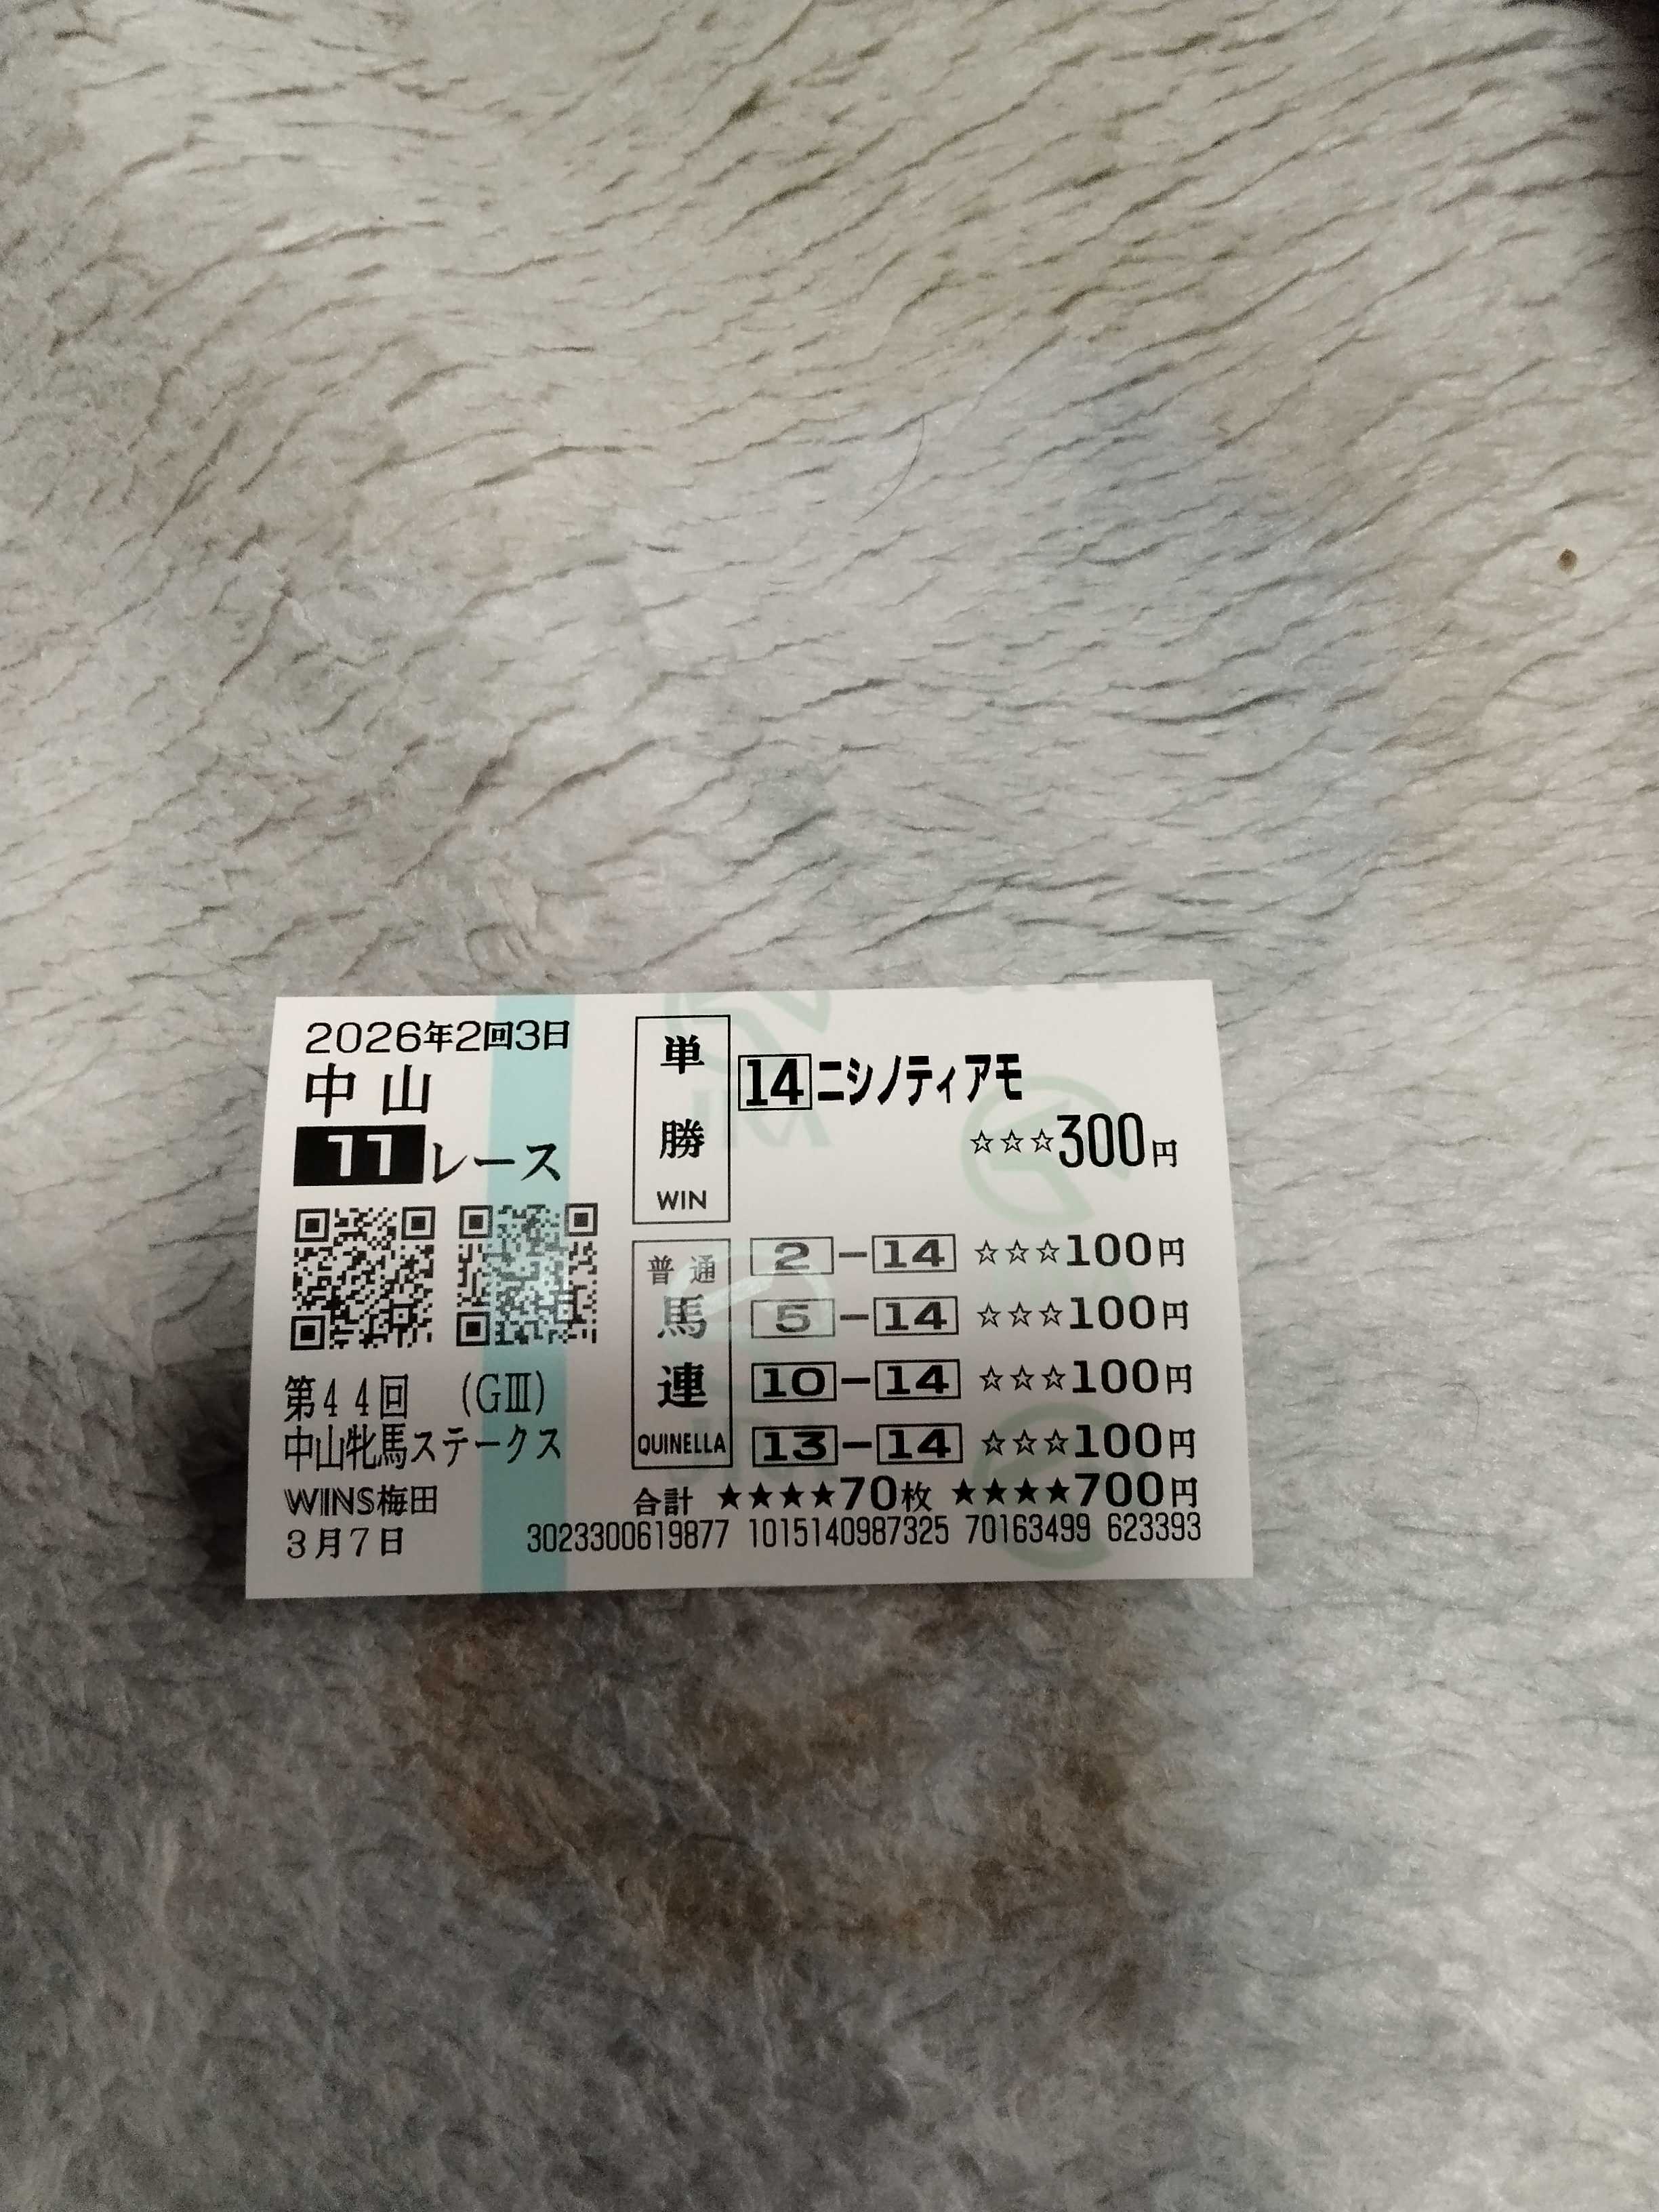 2026年2回3日
中山
11レース
第44回 (GⅢ)
中山牝馬ステークス
WINS梅田
3月7日
単勝
WIN
14ニシノティアモ
☆☆☆300円
普通
馬連
QUINELLA
2-14 ☆☆☆100円
5-14 ☆☆☆100円
10-14 ☆☆☆100円
13-14 ☆☆☆100円
合計 ★★★★70枚 ★★★★700円
3023300619877 1015140987325 70163499 623393